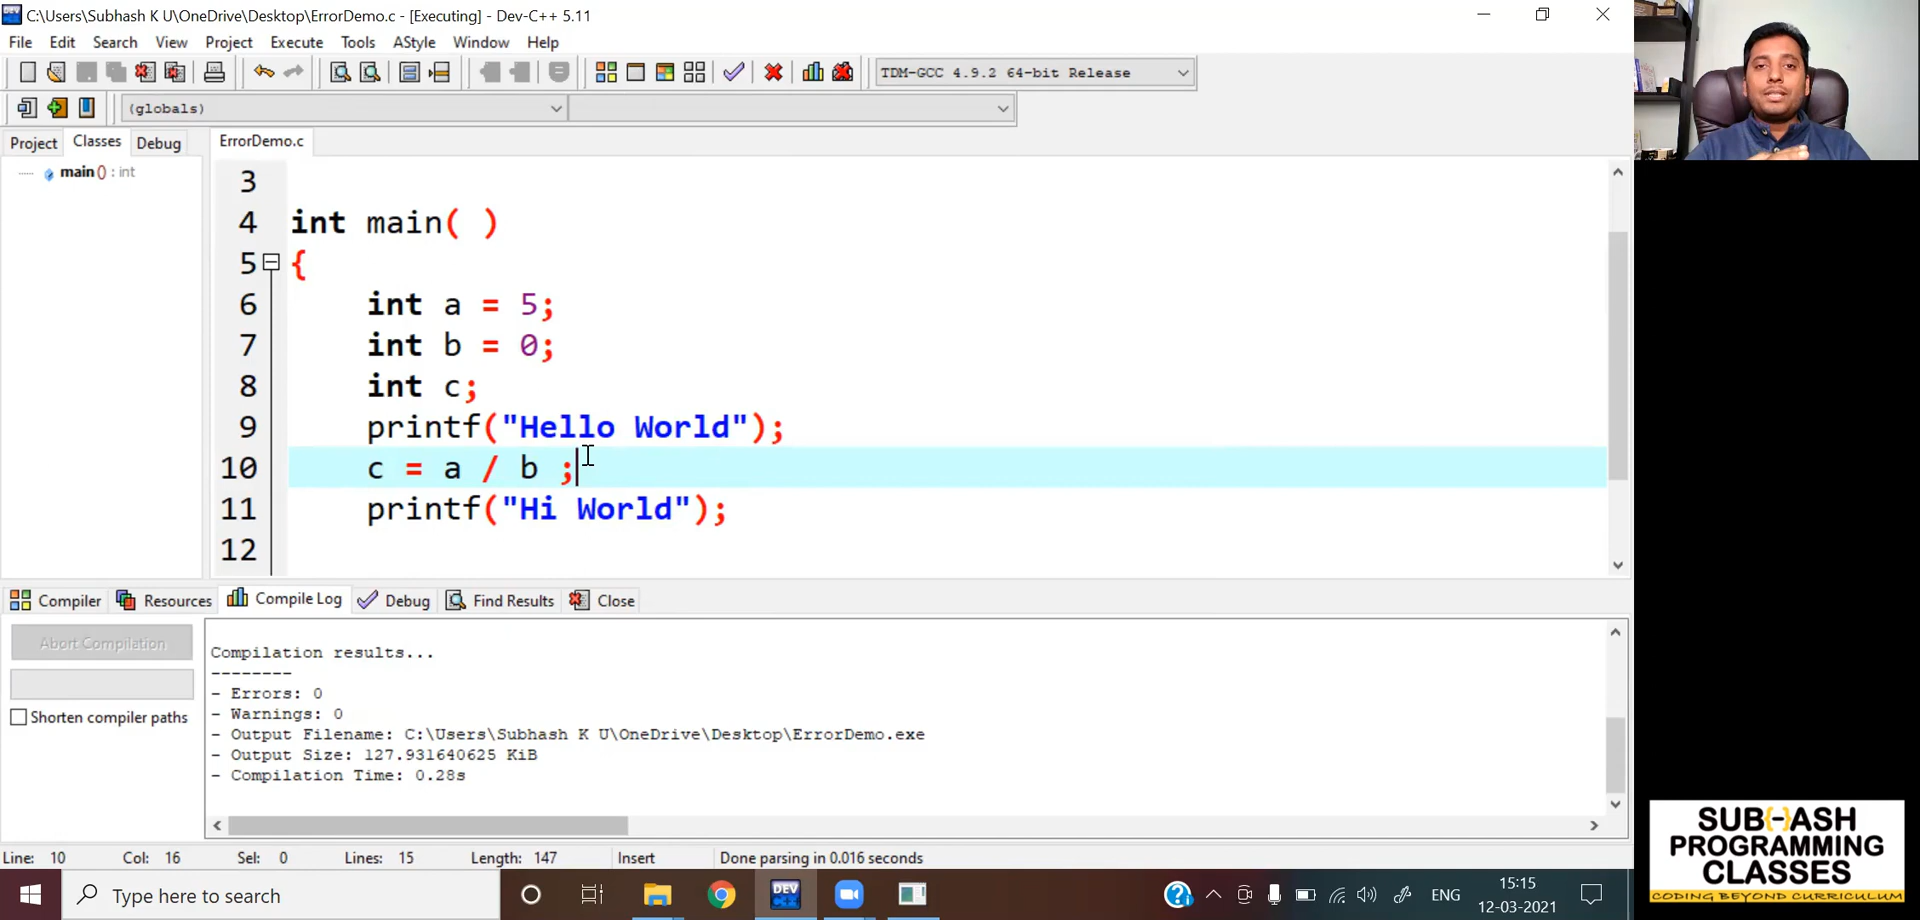 C:\Users\Subhash K U\OneDrive\Desktop\ErrorDemo.c - [Executing] - Dev-C++ 5.11
File Edit Search View Project Execute Tools AStyle Window Help
TDM-GCC 4.9.2 64-bit Release
(globals)
Project Classes Debug
ErrorDemo.c
main() : int
3
4 int main( )
5 {
6 int a = 5;
7 int b = 0;
8 int c;
9 printf("Hello World");
10 c = a / b ;
11 printf("Hi World");
12
Compiler Resources Compile Log Debug Find Results Close
Abort Compilation
Shorten compiler paths
Compilation results...
--------
- Errors: 0
- Warnings: 0
- Output Filename: C:\Users\Subhash K U\OneDrive\Desktop\ErrorDemo.exe
- Output Size: 127.931640625 KiB
- Compilation Time: 0.28s
Line: 10 Col: 16 Sel: 0 Lines: 15 Length: 147 Insert Done parsing in 0.016 seconds
Type here to search
DEV C++
ENG
15:15
12-03-2021
SUB{-}ASH
PROGRAMMING
CLASSES
CODING BEYOND CURRICULUM